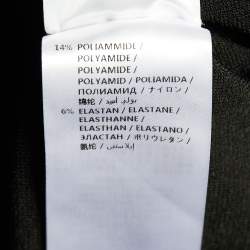 14% POLIAMMIDE /
POLYAMIDE /
POLYAMID /
POLYAMID / POLIAMIDA /
ПОЛИАМИД / ナイロン /
锦纶 / بولي أميد /
6% ELASTAN / ELASTANE /
ELASTHANNE /
ELASTHAN / ELASTANO /
ЭЛАСТАН / ポリウレタン /
氨纶 / إيلاستين /